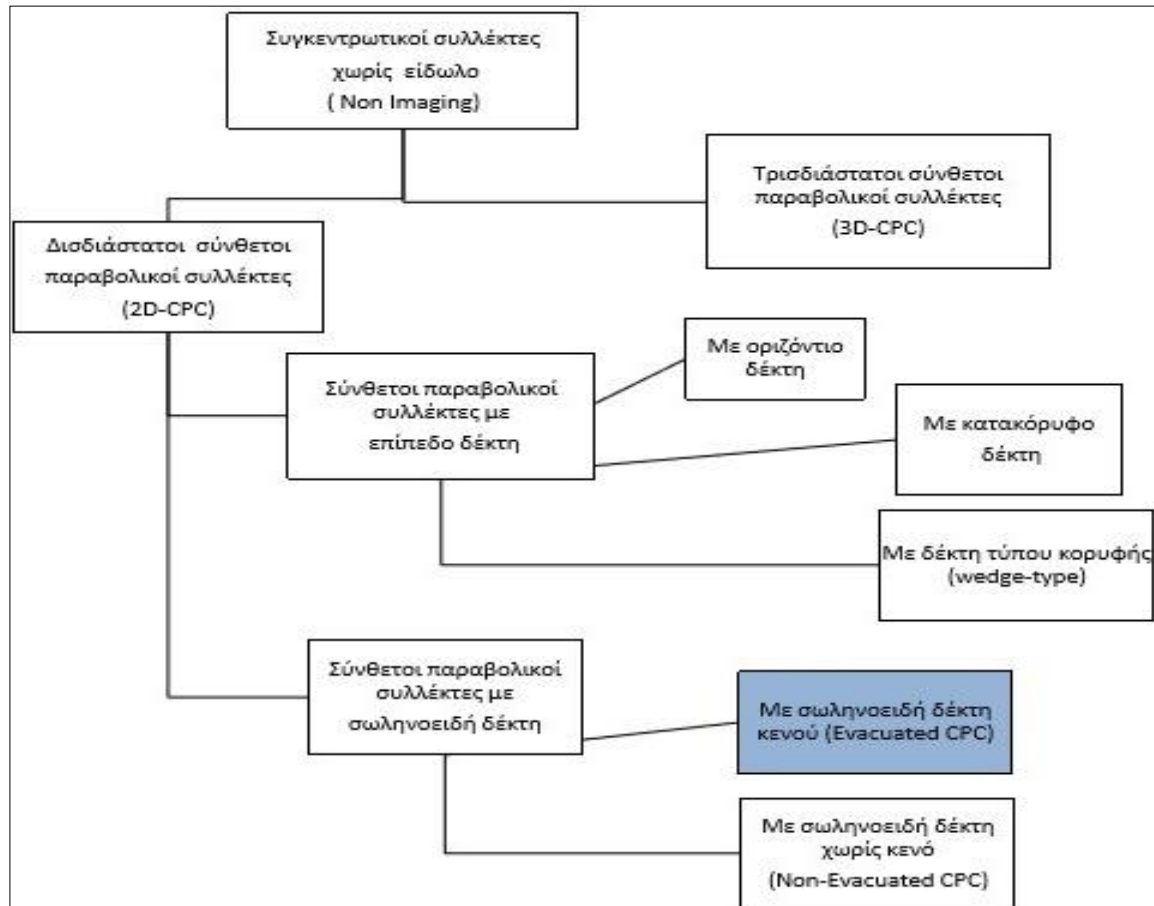 Συγκεντρωτικοί συλλέκτες
χωρίς είδωλο
( Non Imaging)
Τρισδιάστατοι σύνθετοι
παραβολικοί συλλέκτες
(3D-CPC)
Δισδιάστατοι σύνθετοι
παραβολικοί συλλέκτες
(2D-CPC)
Με οριζόντιο
δέκτη
Σύνθετοι παραβολικοί
συλλέκτες με
επίπεδο δέκτη
Με κατακόρυφο
δέκτη
Με δέκτη τύπου κορυφής
(wedge-type)
Σύνθετοι παραβολικοί
συλλέκτες με
σωληνοειδή δέκτη
Με σωληνοειδή δέκτη
κενού (Evacuated CPC)
Με σωληνοειδή δέκτη
χωρίς κενό
(Non-Evacuated CPC)